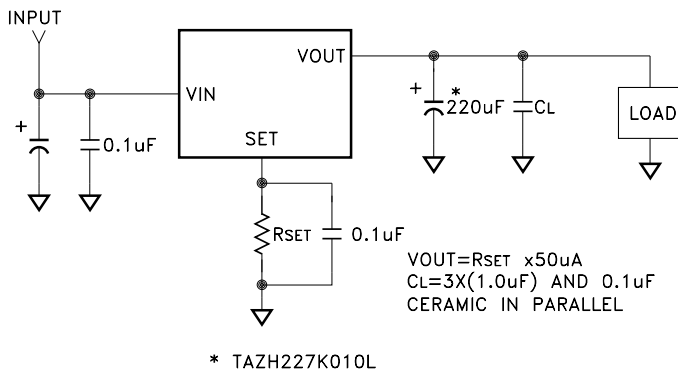 INPUT
VOUT
VIN
SET
+
0.1uF
+
*
220uF
CL
LOAD
RSET
0.1uF
VOUT=RSET x50uA
CL=3X(1.0uF) AND 0.1uF
CERAMIC IN PARALLEL
* TAZH227K010L